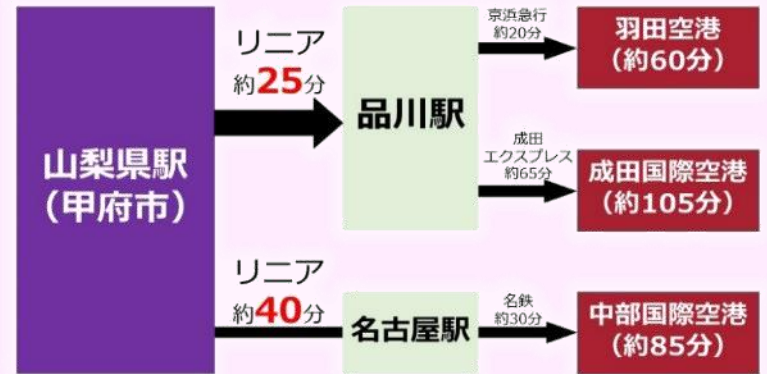 山梨県駅
（甲府市）
リニア
約25分
品川駅
京浜急行
約20分
羽田空港
（約60分）
成田
エクスプレス
約65分
成田国際空港
（約105分）
リニア
約40分
名古屋駅
名鉄
約30分
中部国際空港
（約85分）